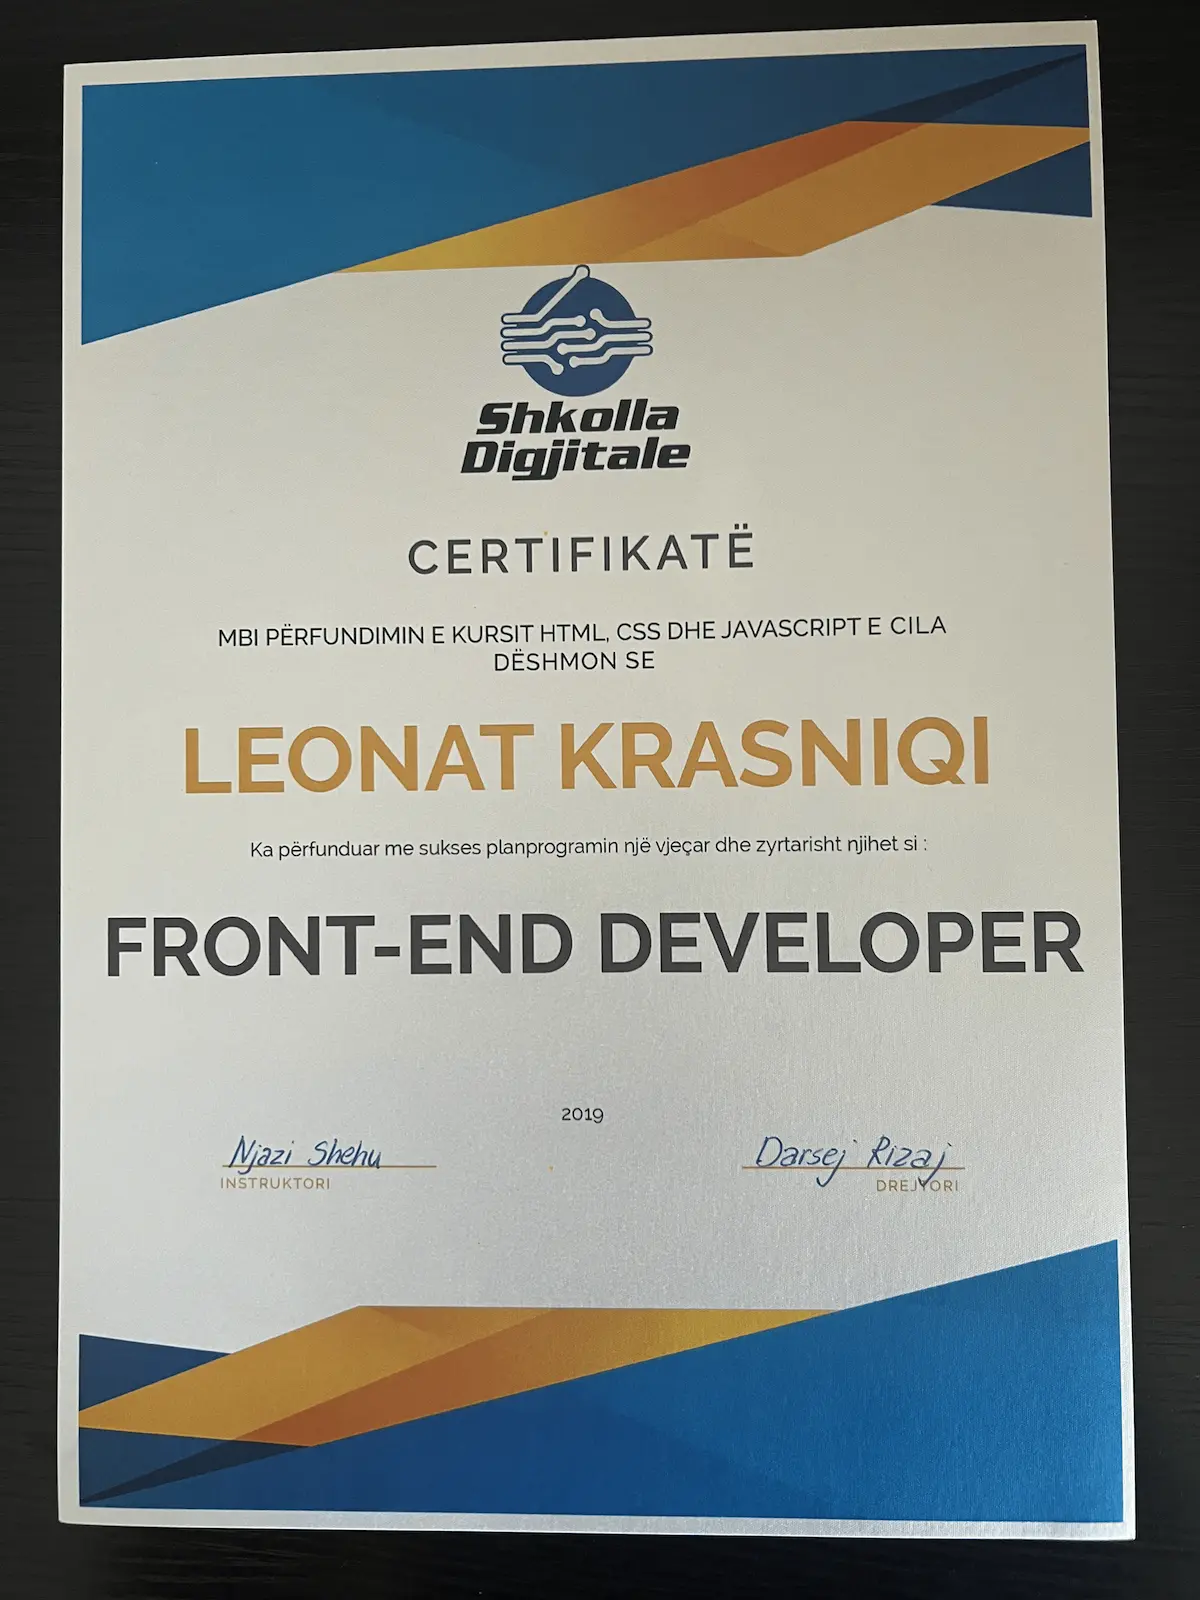 Shkolla
Digjitale
CERTIFIKATË
MBI PËRFUNDIMIN E KURSIT HTML, CSS DHE JAVASCRIPT E CILA
DËSHMON SE
LEONAT KRASNIQI
Ka përfunduar me sukses planprogramin një vjeçar dhe zyrtarisht njihet si :
FRONT-END DEVELOPER
2019
Njazi Shehu
INSTRUKTORI
Darsej Rizaj
DREJTORI